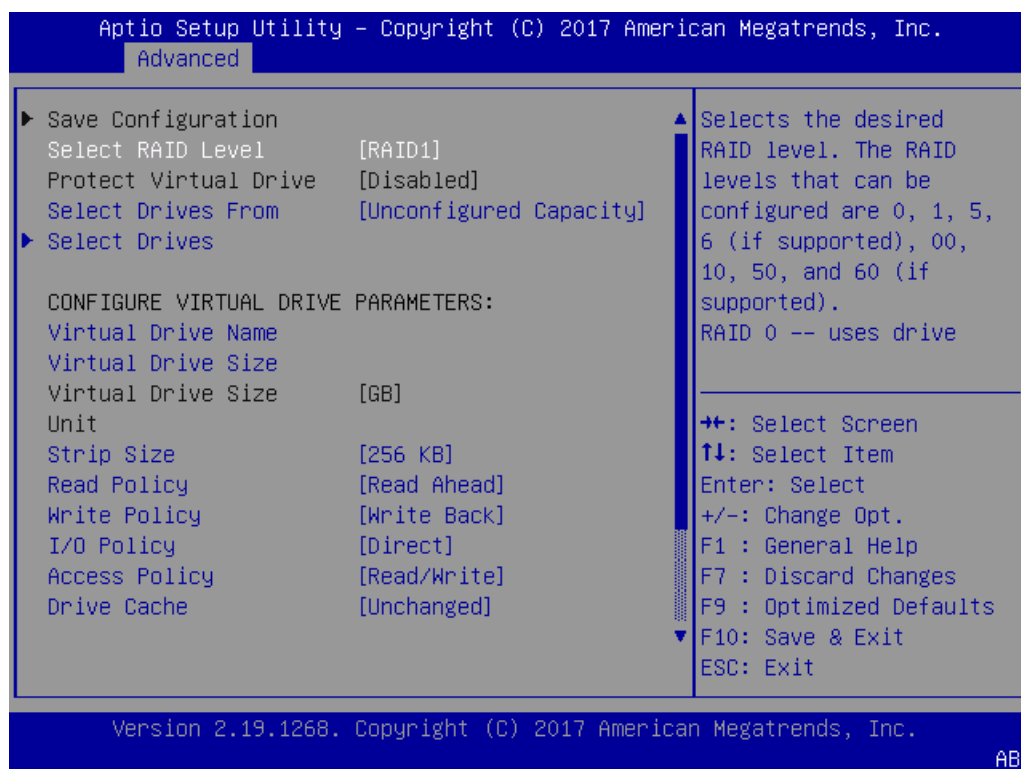 Aptio Setup Utility – Copyright (C) 2017 American Megatrends, Inc.
Advanced
Save Configuration
Select RAID Level [RAID1]
Protect Virtual Drive [Disabled]
Select Drives From [Unconfigured Capacity]
Select Drives
CONFIGURE VIRTUAL DRIVE PARAMETERS:
Virtual Drive Name
Virtual Drive Size
Virtual Drive Size [GB]
Unit
Strip Size [256 KB]
Read Policy [Read Ahead]
Write Policy [Write Back]
I/O Policy [Direct]
Access Policy [Read/Write]
Drive Cache [Unchanged]
Selects the desired
RAID level. The RAID
levels that can be
configured are 0, 1, 5,
6 (if supported), 00,
10, 50, and 60 (if
supported).
RAID 0 -- uses drive
→←: Select Screen
↑↓: Select Item
Enter: Select
+/-: Change Opt.
F1 : General Help
F7 : Discard Changes
F9 : Optimized Defaults
F10: Save & Exit
ESC: Exit
Version 2.19.1268. Copyright (C) 2017 American Megatrends, Inc.
AB